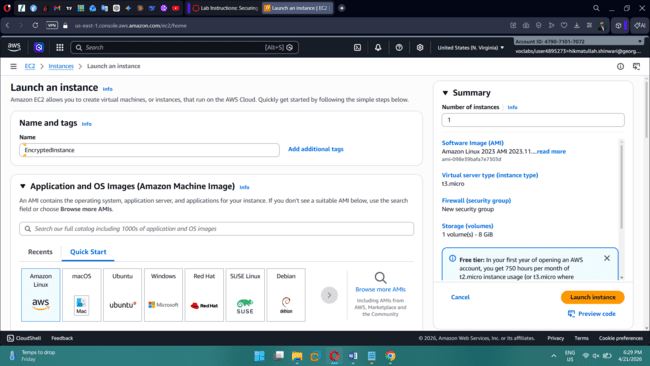 Lab Instructions: Securing
Launch an instance | EC2 |
VPN
us-east-1.console.aws.amazon.com/ec2/home
AI
aws
Search
[Alt+S]
United States (N. Virginia)
Account ID: 4790-7101-7072
voclabs/user4895273=hikmatullah.shinwari@georg...
EC2
Instances
Launch an instance
Launch an instance
Info
Amazon EC2 allows you to create virtual machines, or instances, that run on the AWS Cloud. Quickly get started by following the simple steps below.
Name and tags
Info
Name
EncryptedInstance
Add additional tags
Application and OS Images (Amazon Machine Image)
Info
An AMI contains the operating system, application server, and applications for your instance. If you don't see a suitable AMI below, use the search
field or choose Browse more AMIs.
Search our full catalog including 1000s of application and OS images
Recents
Quick Start
Amazon
Linux
aws
macOS
Mac
Ubuntu
ubuntu
Windows
Microsoft
Red Hat
Red Hat
SUSE Linux
SUSE
Debian
debian
Browse more AMIs
Including AMIs from
AWS, Marketplace and
the Community
Summary
Number of instances
Info
1
Software Image (AMI)
Amazon Linux 2023 AMI 2023.11....read more
Virtual server type (instance type)
t3.micro
Firewall (security group)
New security group
Storage (volumes)
1 volume(s) - 8 GiB
Free tier: In your first year of opening an AWS
account, you get 750 hours per month of
t2.micro instance usage (or t3.micro where
Cancel
Launch instance
Preview code
CloudShell
Feedback
© 2026, Amazon Web Services, Inc. or its affiliates.
Privacy
Terms
Cookie preferences
Temps to drop
Friday
ENG
US
6:29 PM
4/21/2026